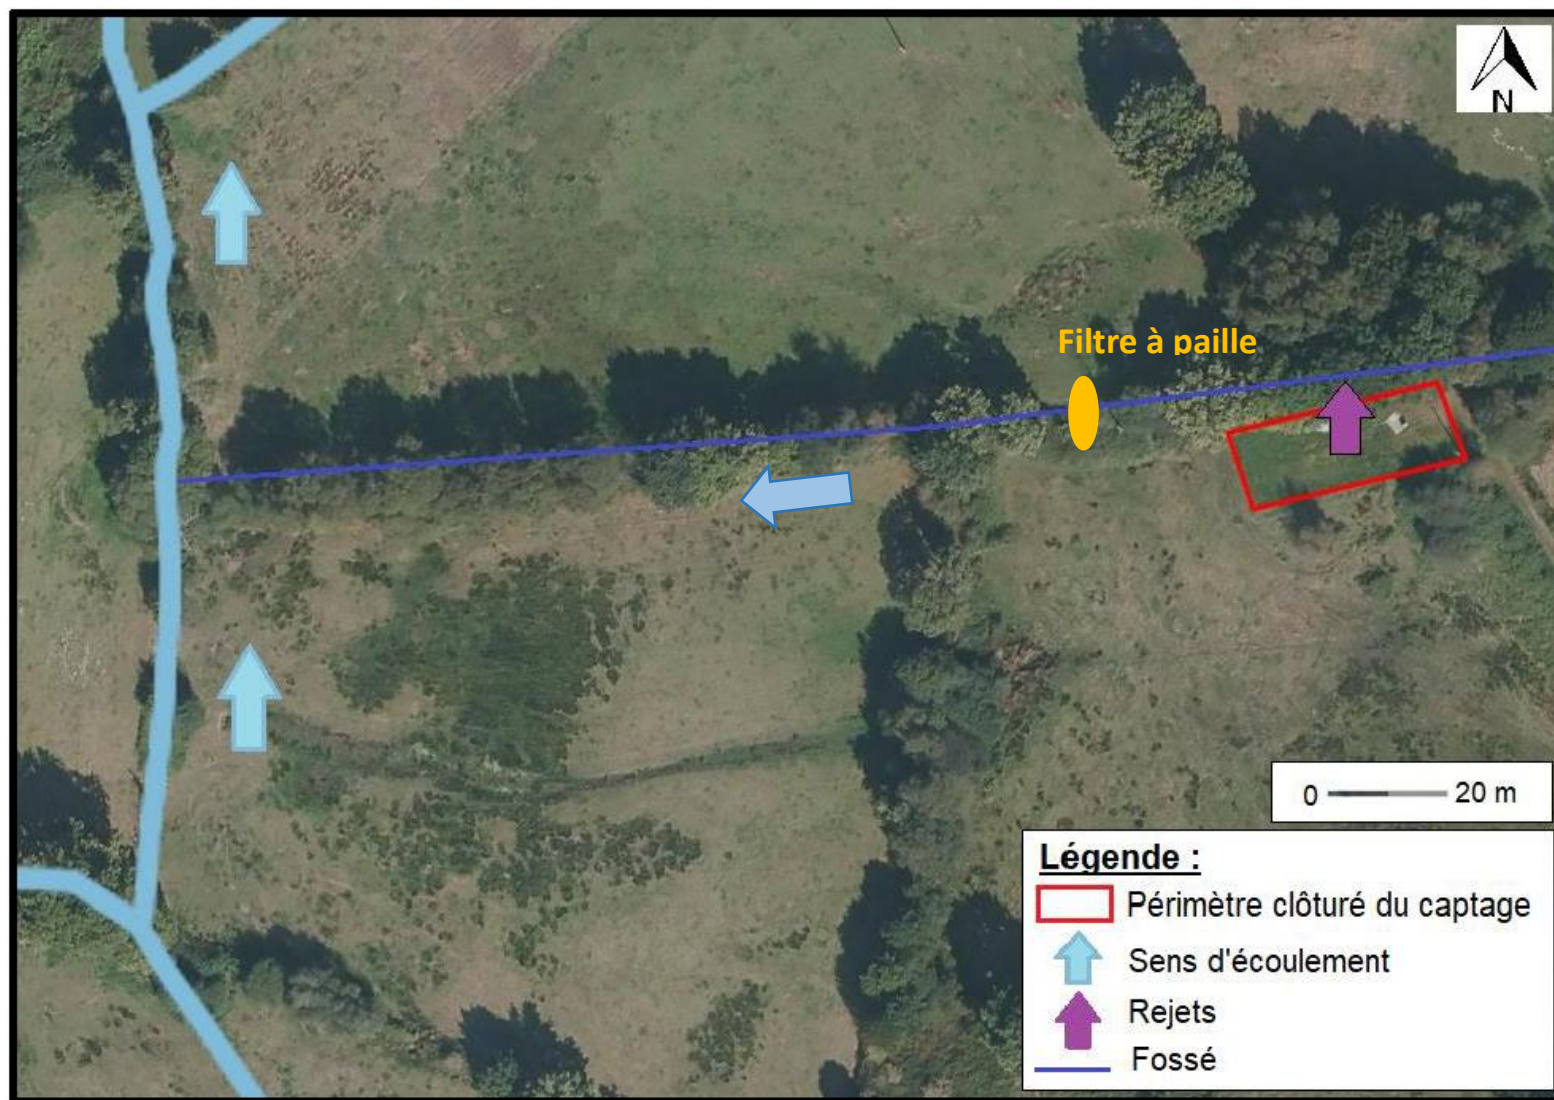 N
Filtre à paille
0 20 m
Légende :
Périmètre clôturé du captage
Sens d'écoulement
Rejets
Fossé